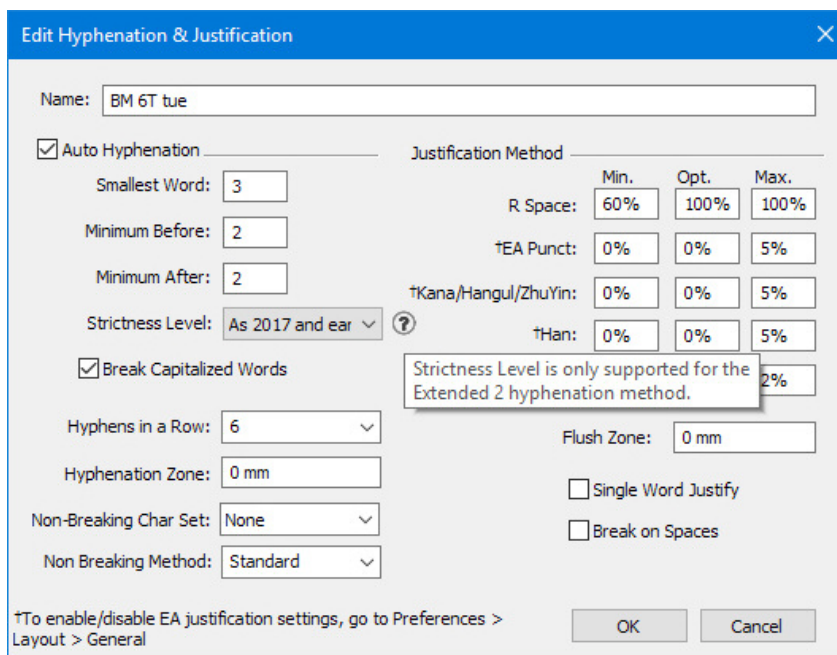 Edit Hyphenation & Justification
Name: BM 6T tue
Auto Hyphenation
Smallest Word: 3
Minimum Before: 2
Minimum After: 2
Strictness Level: As 2017 and ear ?
Break Capitalized Words
Hyphens in a Row: 6
Hyphenation Zone: 0 mm
Non-Breaking Char Set: None
Non Breaking Method: Standard
Justification Method
Min. Opt. Max.
R Space: 60% 100% 100%
†EA Punct: 0% 0% 5%
†Kana/Hangul/ZhuYin: 0% 0% 5%
†Han: 0% 0% 5%
2%
Strictness Level is only supported for the
Extended 2 hyphenation method.
Flush Zone: 0 mm
Single Word Justify
Break on Spaces
†To enable/disable EA justification settings, go to Preferences >
Layout > General
OK Cancel